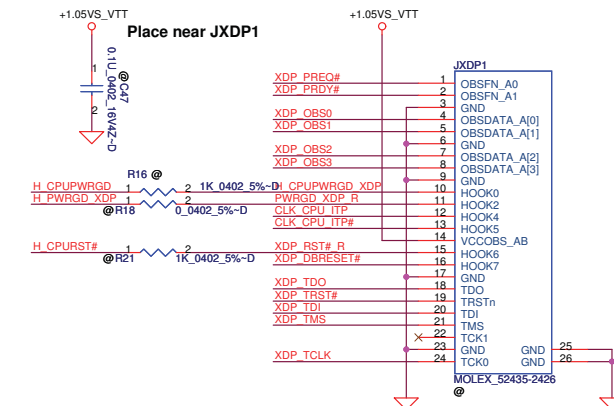 +1.05VS_VTT
+1.05VS_VTT
Place near JXDP1
1
2
@C47
0.1U_0402_16V4Z~D
JXDP1
XDP_PREQ# 1 OBSFN_A0
XDP_PRDY# 2 OBSFN_A1
3 GND
XDP_OBS0 4 OBSDATA_A[0]
XDP_OBS1 5 OBSDATA_A[1]
6 GND
XDP_OBS2 7 OBSDATA_A[2]
XDP_OBS3 8 OBSDATA_A[3]
9 GND
R16 @
H_CPUPWRGD 1 2 1K_0402_5%~D H_CPUPWRGD_XDP 10 HOOK0
H_PWRGD_XDP 1 2 PWRGD_XDP_R 11 HOOK2
@R18 0_0402_5%~D
CLK_CPU_ITP 12 HOOK4
CLK_CPU_ITP# 13 HOOK5
14 VCCOBS_AB
H_CPURST# 1 2 XDP_RST#_R 15 HOOK6
@R21 1K_0402_5%~D
XDP_DBRESET# 16 HOOK7
17 GND
XDP_TDO 18 TDO
XDP_TRST# 19 TRSTn
XDP_TDI 20 TDI
XDP_TMS 21 TMS
22 TCK1
23 GND GND 25
XDP_TCLK 24 TCK0 GND 26
MOLEX_52435-2426
@